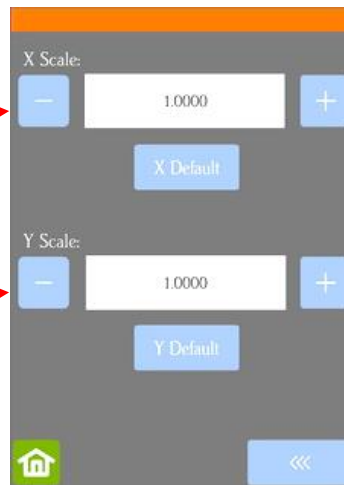 X Scale:
− 1.0000 +
X Default
Y Scale:
− 1.0000 +
Y Default